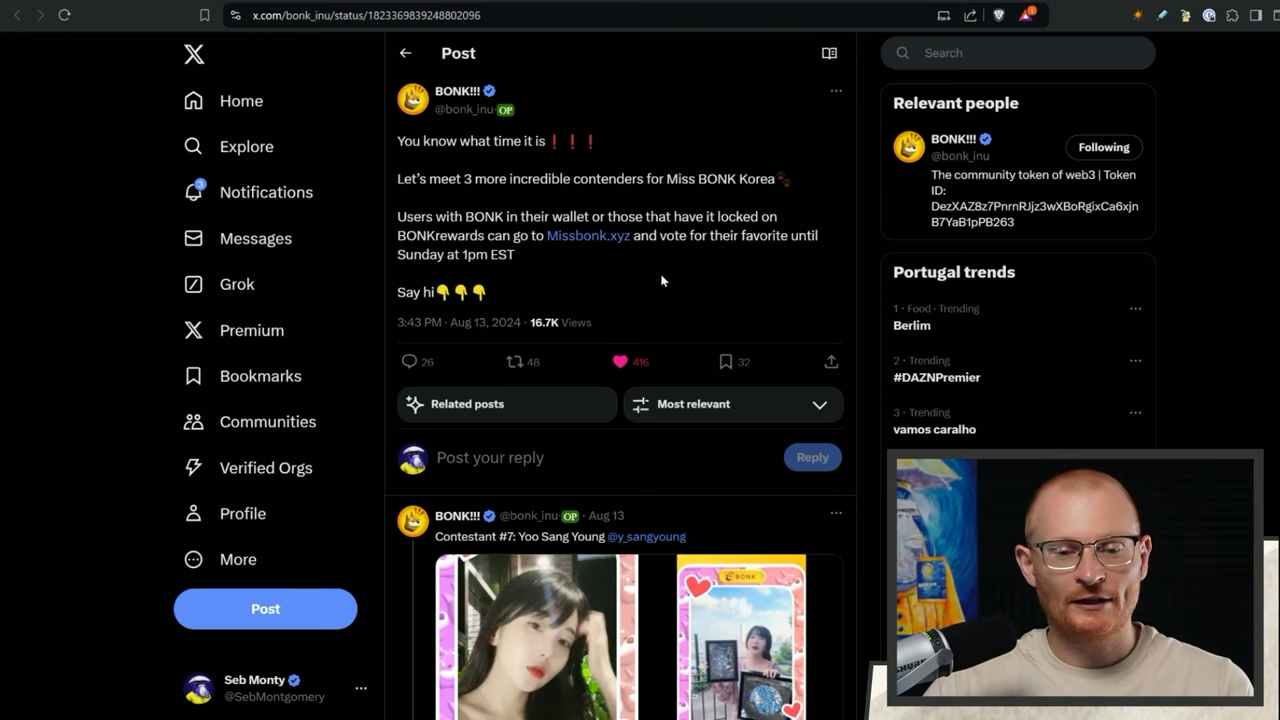 x.com/bonk_inu/status/1823369839248802096
Home
Explore
3
Notifications
Messages
Grok
Premium
Bookmarks
Communities
Verified Orgs
Profile
More
Post
Seb Monty
@SebMontgomery
Post
BONK!!!
@bonk_inu OP
You know what time it is❗❗❗
Let’s meet 3 more incredible contenders for Miss BONK Korea🐾
Users with BONK in their wallet or those that have it locked on
BONKrewards can go to Missbonk.xyz and vote for their favorite until
Sunday at 1pm EST
Say hi👇👇👇
3:43 PM · Aug 13, 2024 · 16.7K Views
26 48 416 32
Related posts
Most relevant
Post your reply
Reply
BONK!!! @bonk_inu OP · Aug 13
Contestant #7: Yoo Sang Young @y_sangyoung
BONK
Search
Relevant people
BONK!!!
@bonk_inu
Following
The community token of web3 | Token
ID:
DezXAZ8z7PnrnRJjz3wXBoRgixCa6xjn
B7YaB1pPB263
Portugal trends
1 · Food · Trending
Berlim
2 · Trending
#DAZNPremier
3 · Trending
vamos caralho